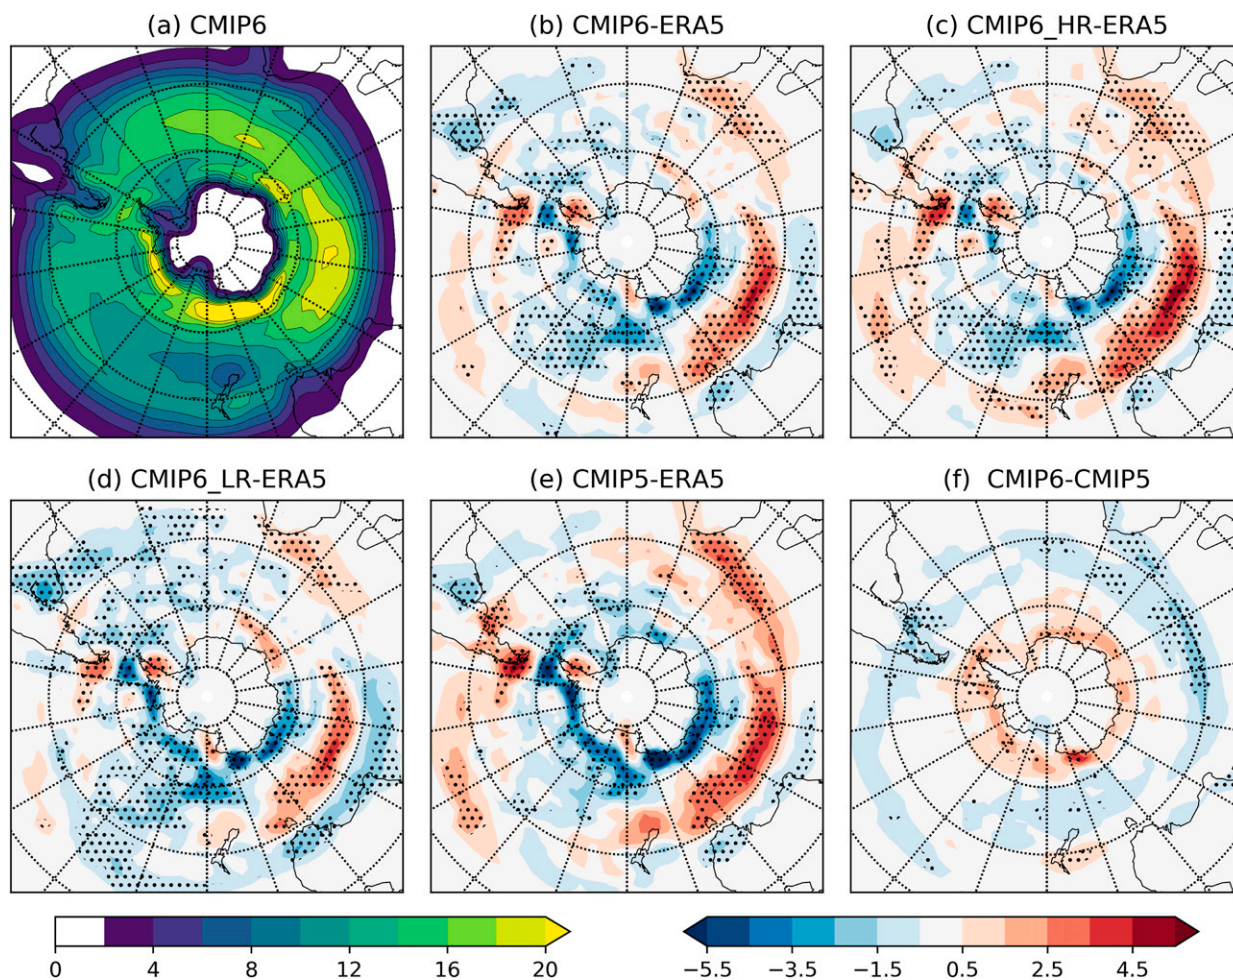 (a) CMIP6
(b) CMIP6-ERA5
(c) CMIP6_HR-ERA5
(d) CMIP6_LR-ERA5
(e) CMIP5-ERA5
(f) CMIP6-CMIP5
0 4 8 12 16 20
−5.5 −3.5 −1.5 0.5 2.5 4.5